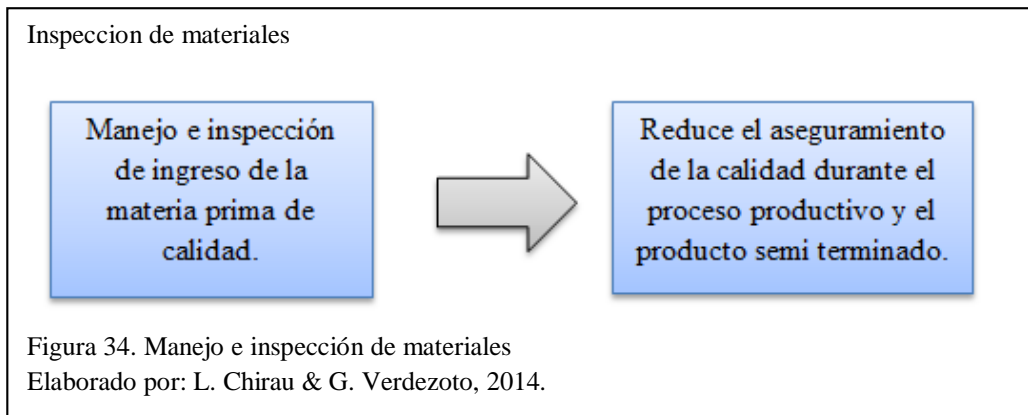 Inspeccion de materiales
Manejo e inspección
de ingreso de la
materia prima de
calidad.
Reduce el aseguramiento
de la calidad durante el
proceso productivo y el
producto semi terminado.
Figura 34. Manejo e inspección de materiales
Elaborado por: L. Chirau & G. Verdezoto, 2014.